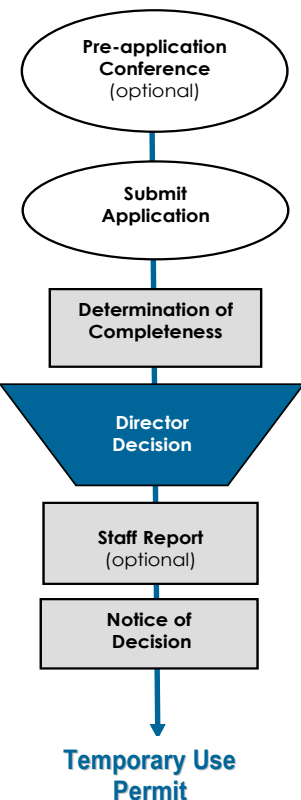 Pre-application
Conference
(optional)
Submit
Application
Determination of
Completeness
Director
Decision
Staff Report
(optional)
Notice of
Decision
Temporary Use
Permit